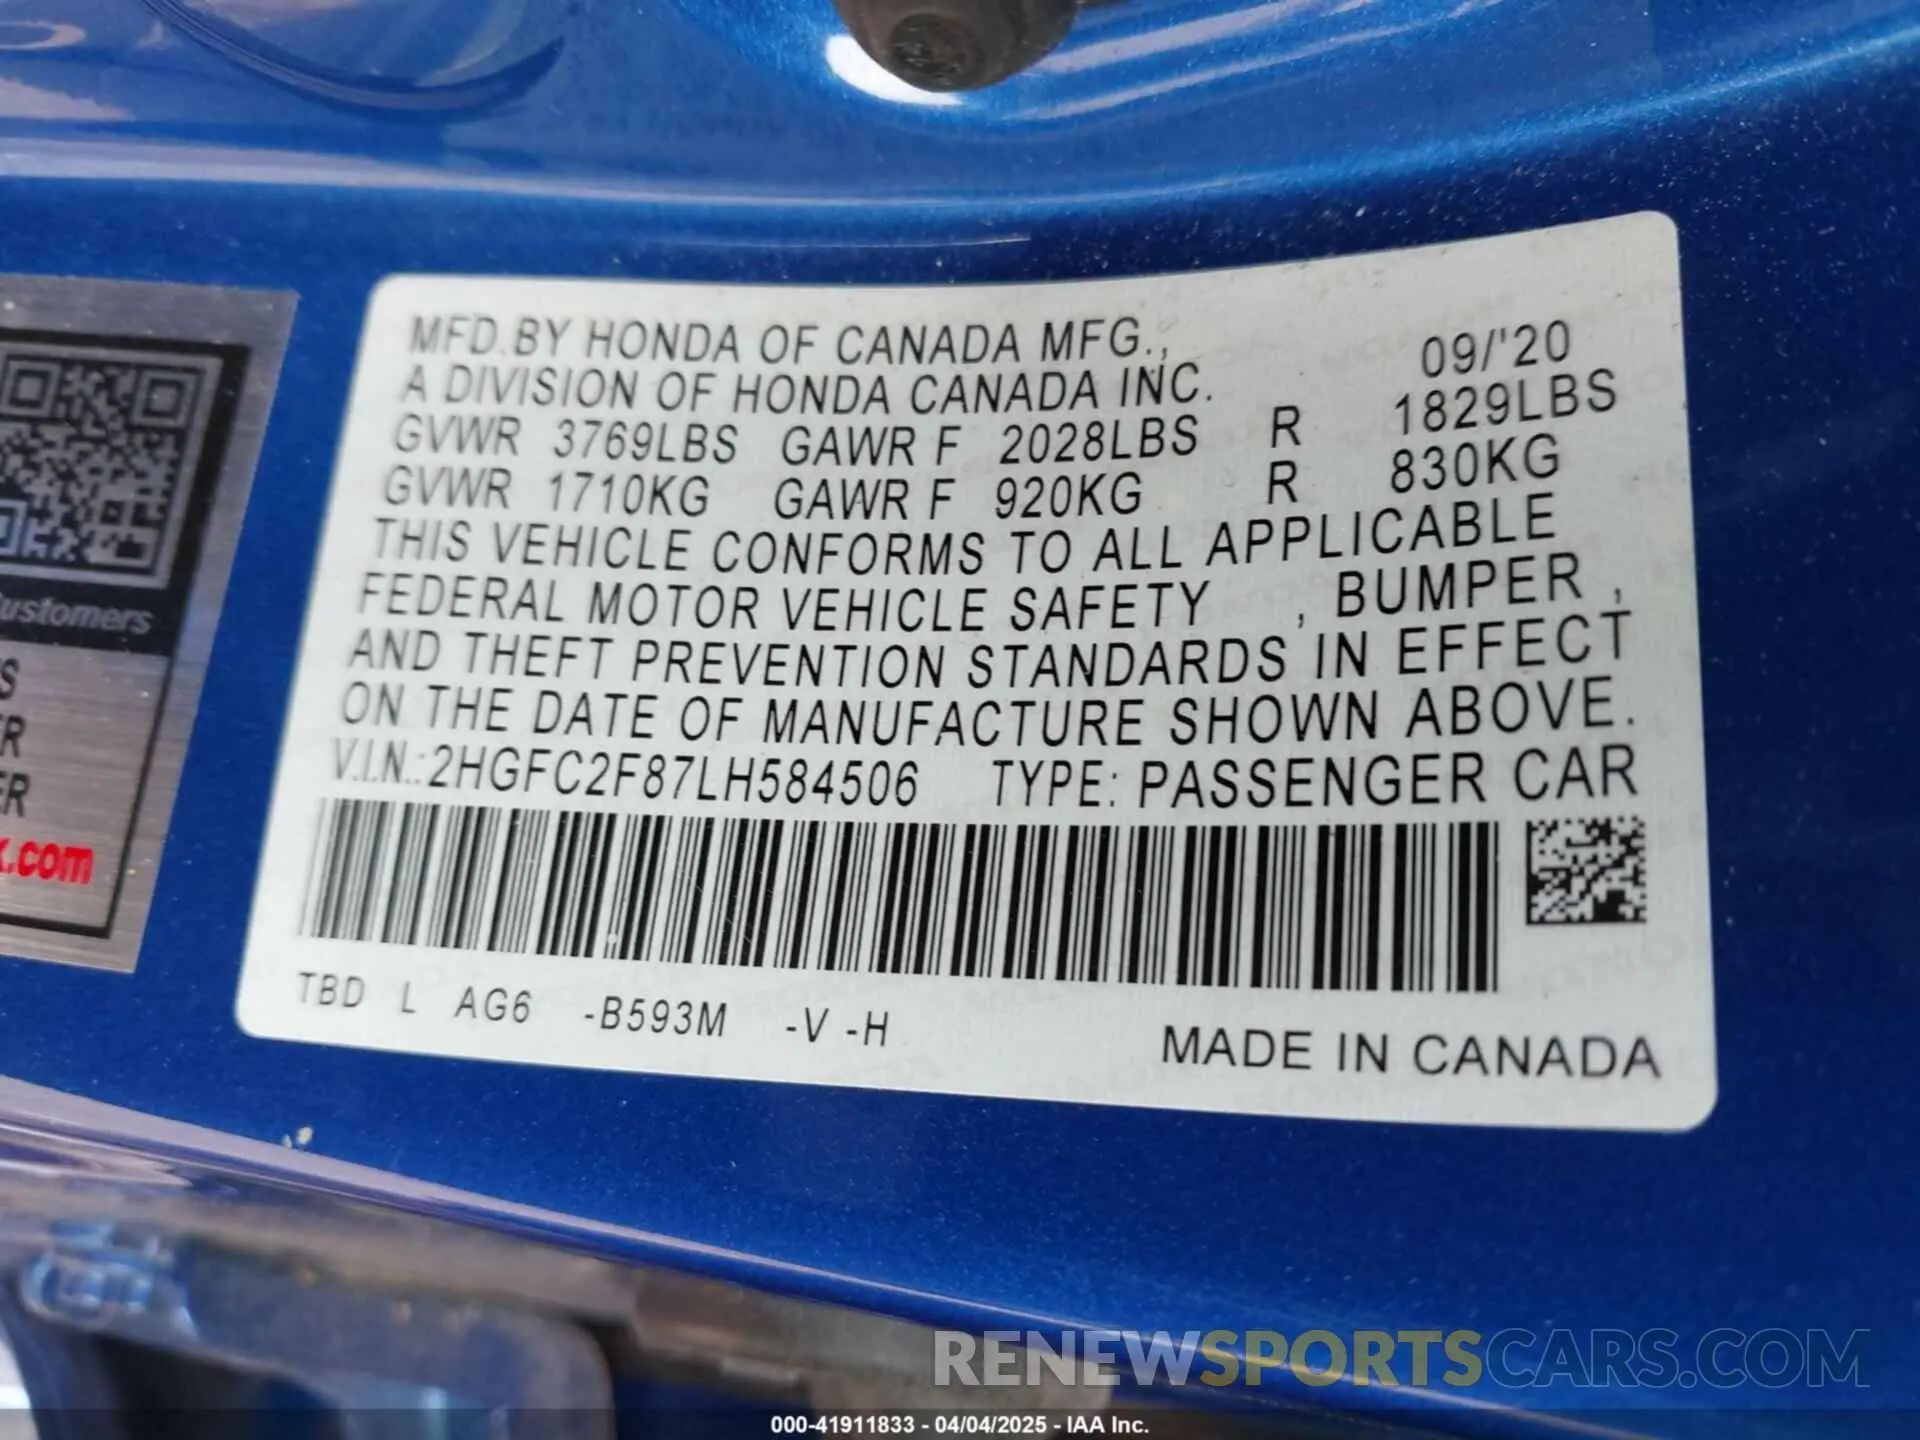 MFD.BY HONDA OF CANADA MFG.,
09/'20
A DIVISION OF HONDA CANADA INC.
GVWR 3769LBS GAWR F 2028LBS R 1829LBS
GVWR 1710KG GAWR F 920KG R 830KG
THIS VEHICLE CONFORMS TO ALL APPLICABLE
FEDERAL MOTOR VEHICLE SAFETY , BUMPER ,
AND THEFT PREVENTION STANDARDS IN EFFECT
ON THE DATE OF MANUFACTURE SHOWN ABOVE.
V.I.N.:2HGFC2F87LH584506 TYPE: PASSENGER CAR
TBD L AG6 -B593M -V -H
MADE IN CANADA
Customers
.com
RENEWSPORTSCARS.COM
000-41911833 - 04/04/2025 - IAA Inc.